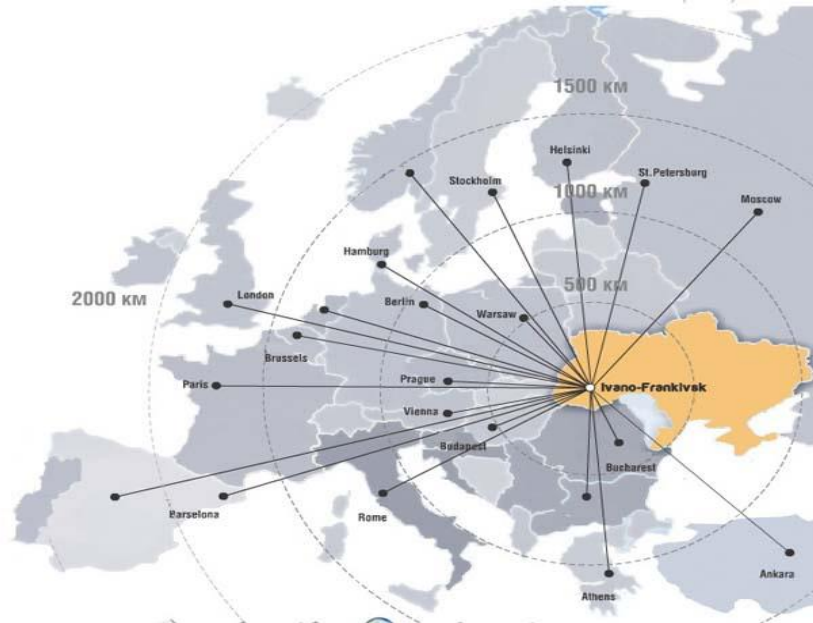 1500 км
Helsinki
St.Petersburg
Stockholm
1000 км
Moscow
Hamburg
500 км
2000 км
London
Berlin
Warsaw
Brussels
Paris
Prague
Ivano-Frankivsk
Vienna
Budapest
Bucharest
Barselona
Rome
Ankara
Athens